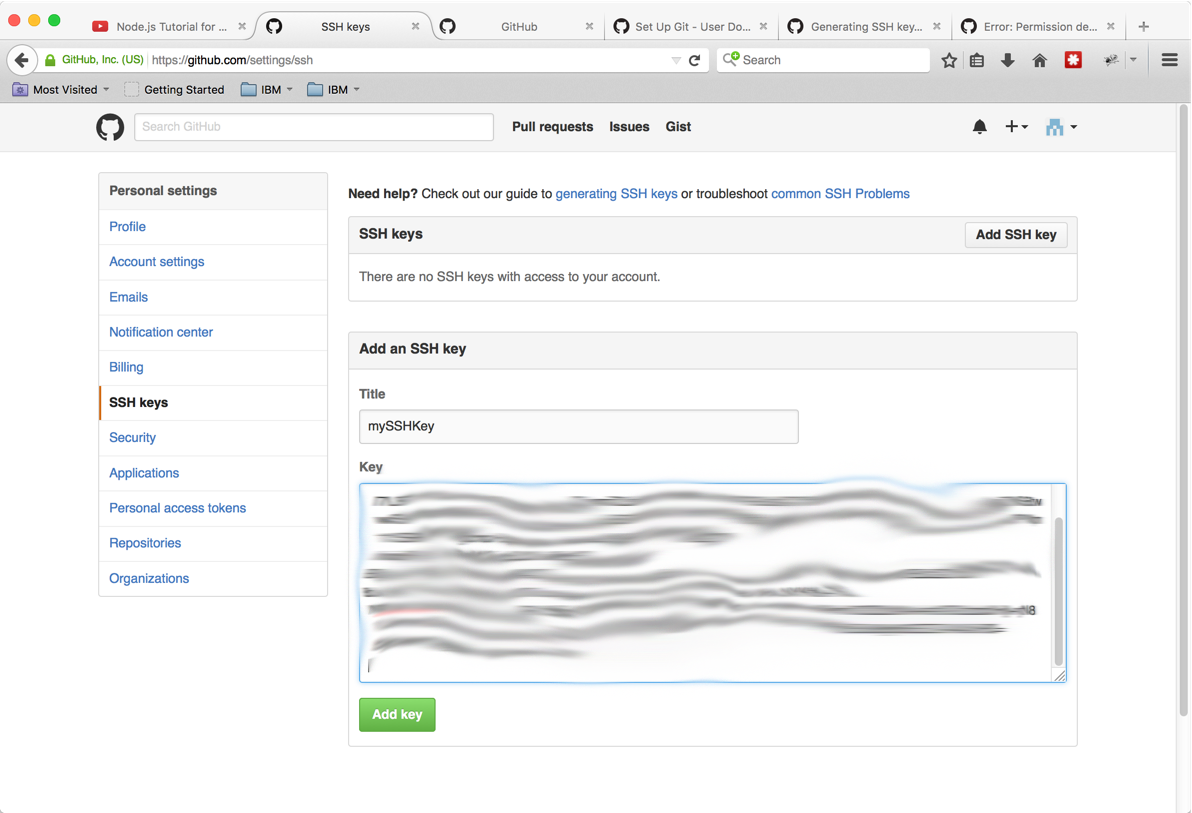 Node.js Tutorial for ...
SSH keys
GitHub
Set Up Git - User Do...
Generating SSH key...
Error: Permission de...
GitHub, Inc. (US)
https://github.com/settings/ssh
Search
Most Visited
Getting Started
IBM
IBM
Search GitHub
Pull requests
Issues
Gist
Personal settings
Profile
Account settings
Emails
Notification center
Billing
SSH keys
Security
Applications
Personal access tokens
Repositories
Organizations
Need help? Check out our guide to generating SSH keys or troubleshoot common SSH Problems
SSH keys
Add SSH key
There are no SSH keys with access to your account.
Add an SSH key
Title
mySSHKey
Key
Add key